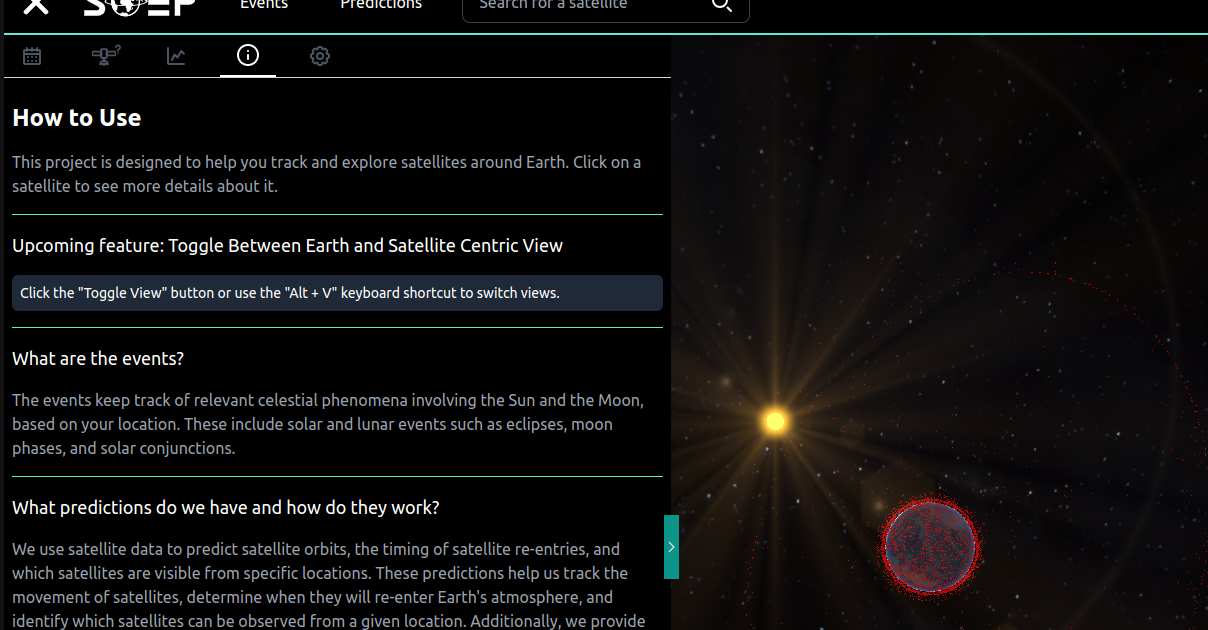 Events
Predictions
Search for a satellite
How to Use
This project is designed to help you track and explore satellites around Earth. Click on a
satellite to see more details about it.
Upcoming feature: Toggle Between Earth and Satellite Centric View
Click the "Toggle View" button or use the "Alt + V" keyboard shortcut to switch views.
What are the events?
The events keep track of relevant celestial phenomena involving the Sun and the Moon,
based on your location. These include solar and lunar events such as eclipses, moon
phases, and solar conjunctions.
What predictions do we have and how do they work?
We use satellite data to predict satellite orbits, the timing of satellite re-entries, and
which satellites are visible from specific locations. These predictions help us track the
movement of satellites, determine when they will re-enter Earth's atmosphere, and
identify which satellites can be observed from a given location. Additionally, we provide